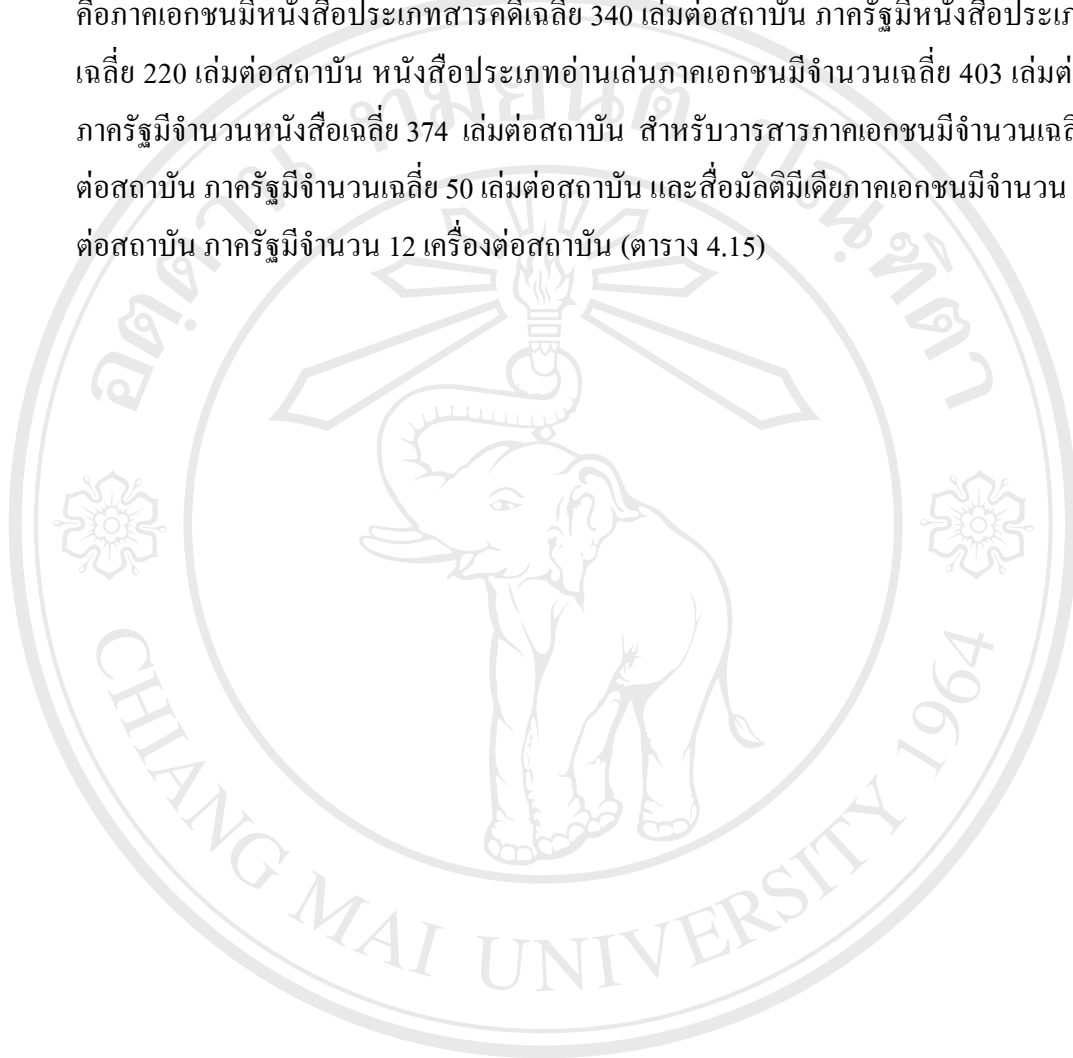 คือภาคเอกชนมีหนังสือประเภทสารคดีเฉลี่ย 340 เล่มต่อสถาบัน ภาครัฐมีหนังสือ
เฉลี่ย 220 เล่มต่อสถาบัน หนังสือประเภทอ่านเล่นภาคเอกชนมีจำนวนเฉลี่ย 403 เล่ม
ภาครัฐมีจำนวนหนังสือเฉลี่ย 374 เล่มต่อสถาบัน สำหรับวารสารภาคเอกชนมีจำนวน
ต่อสถาบัน ภาครัฐมีจำนวนเฉลี่ย 50 เล่มต่อสถาบัน และสื่อมัลติมีเดียภาคเอกชนมีจำนวน
ต่อสถาบัน ภาครัฐมีจำนวน 12 เครื่องต่อสถาบัน (ตาราง 4.15)
CHIANG MAI UNIVERSITY 1964